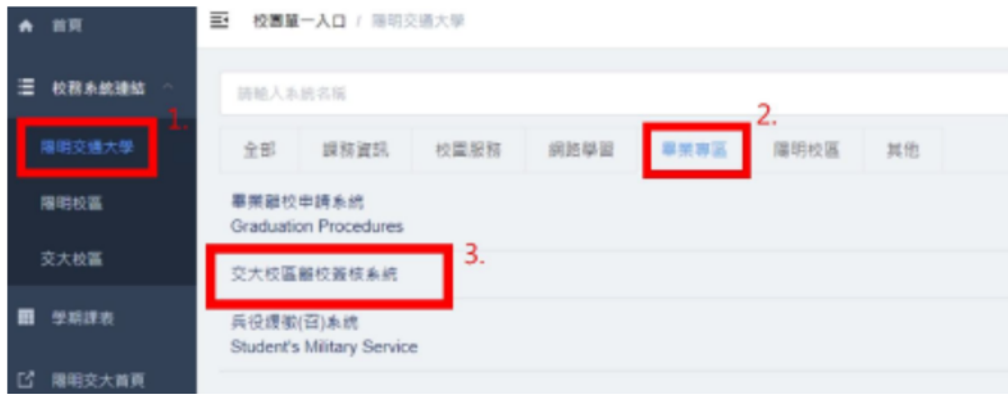 首頁
校園單一入口 / 陽明交通大學
校務系統連結
請輸入系統名稱
1.
2.
陽明交通大學
全部 課務資訊 校園服務 網路學習 畢業專區 陽明校區 其他
陽明校區
畢業離校申請系統
Graduation Procedures
3.
交大校區
交大校區離校簽核系統
學期課表
兵役緩徵(召)系統
Student's Military Service
陽明交大首頁